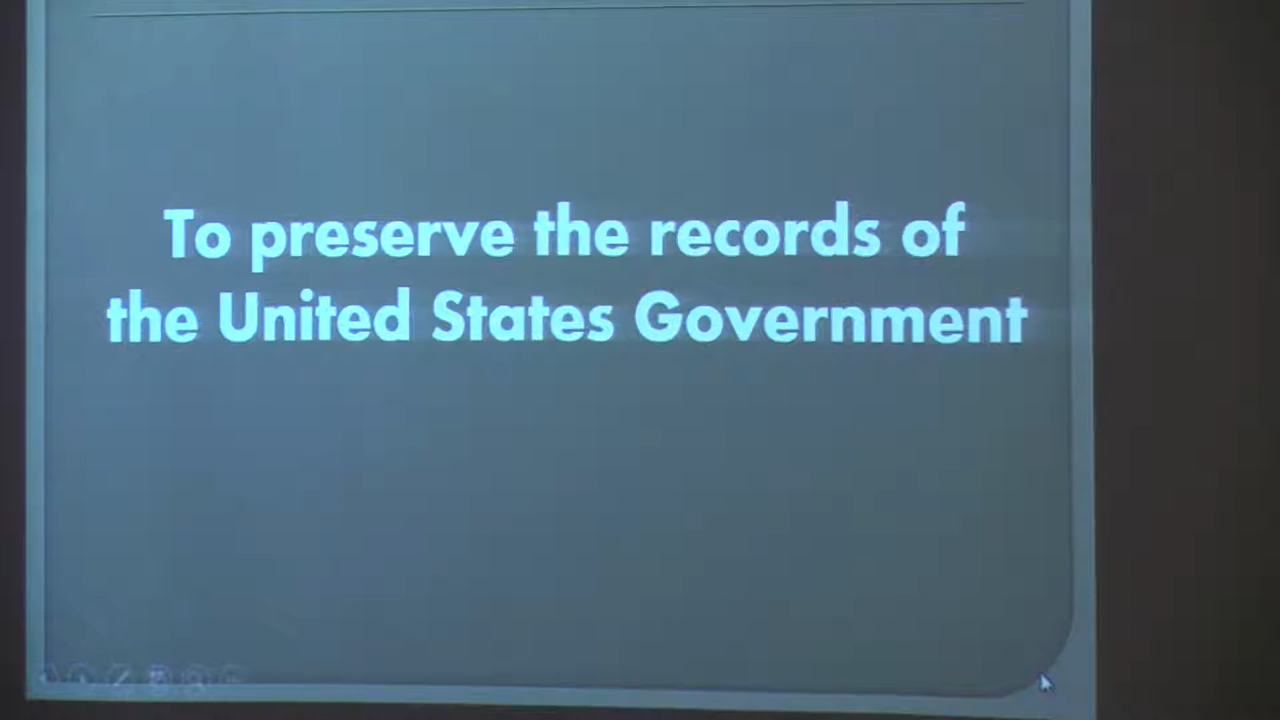 To preserve the records of
the United States Government